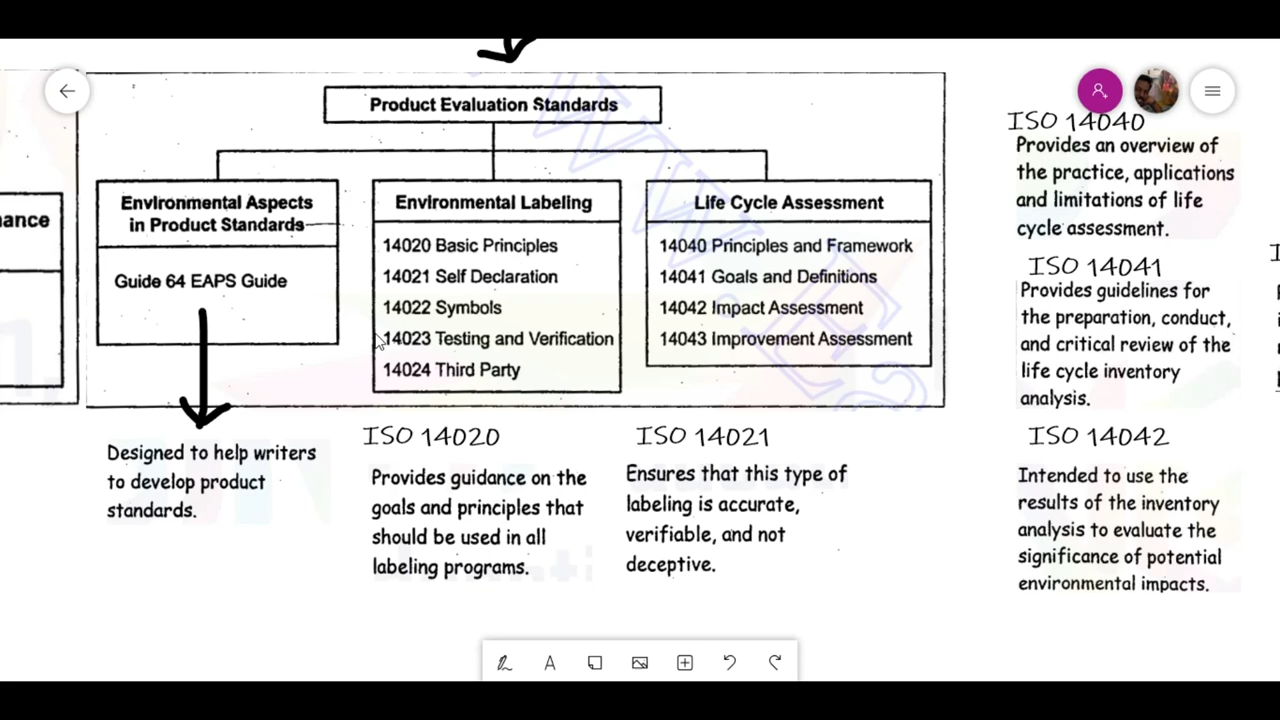 Product Evaluation Standards
nance
Environmental Aspects
in Product Standards
Guide 64 EAPS Guide
Environmental Labeling
14020 Basic Principles
14021 Self Declaration
14022 Symbols
14023 Testing and Verification
14024 Third Party
Life Cycle Assessment
14040 Principles and Framework
14041 Goals and Definitions
14042 Impact Assessment
14043 Improvement Assessment
Designed to help writers
to develop product
standards.
ISO 14020
Provides guidance on the
goals and principles that
should be used in all
labeling programs.
ISO 14021
Ensures that this type of
labeling is accurate,
verifiable, and not
deceptive.
ISO 14040
Provides an overview of
the practice, applications
and limitations of life
cycle assessment.
ISO 14041
Provides guidelines for
the preparation, conduct,
and critical review of the
life cycle inventory
analysis.
ISO 14042
Intended to use the
results of the inventory
analysis to evaluate the
significance of potential
environmental impacts.